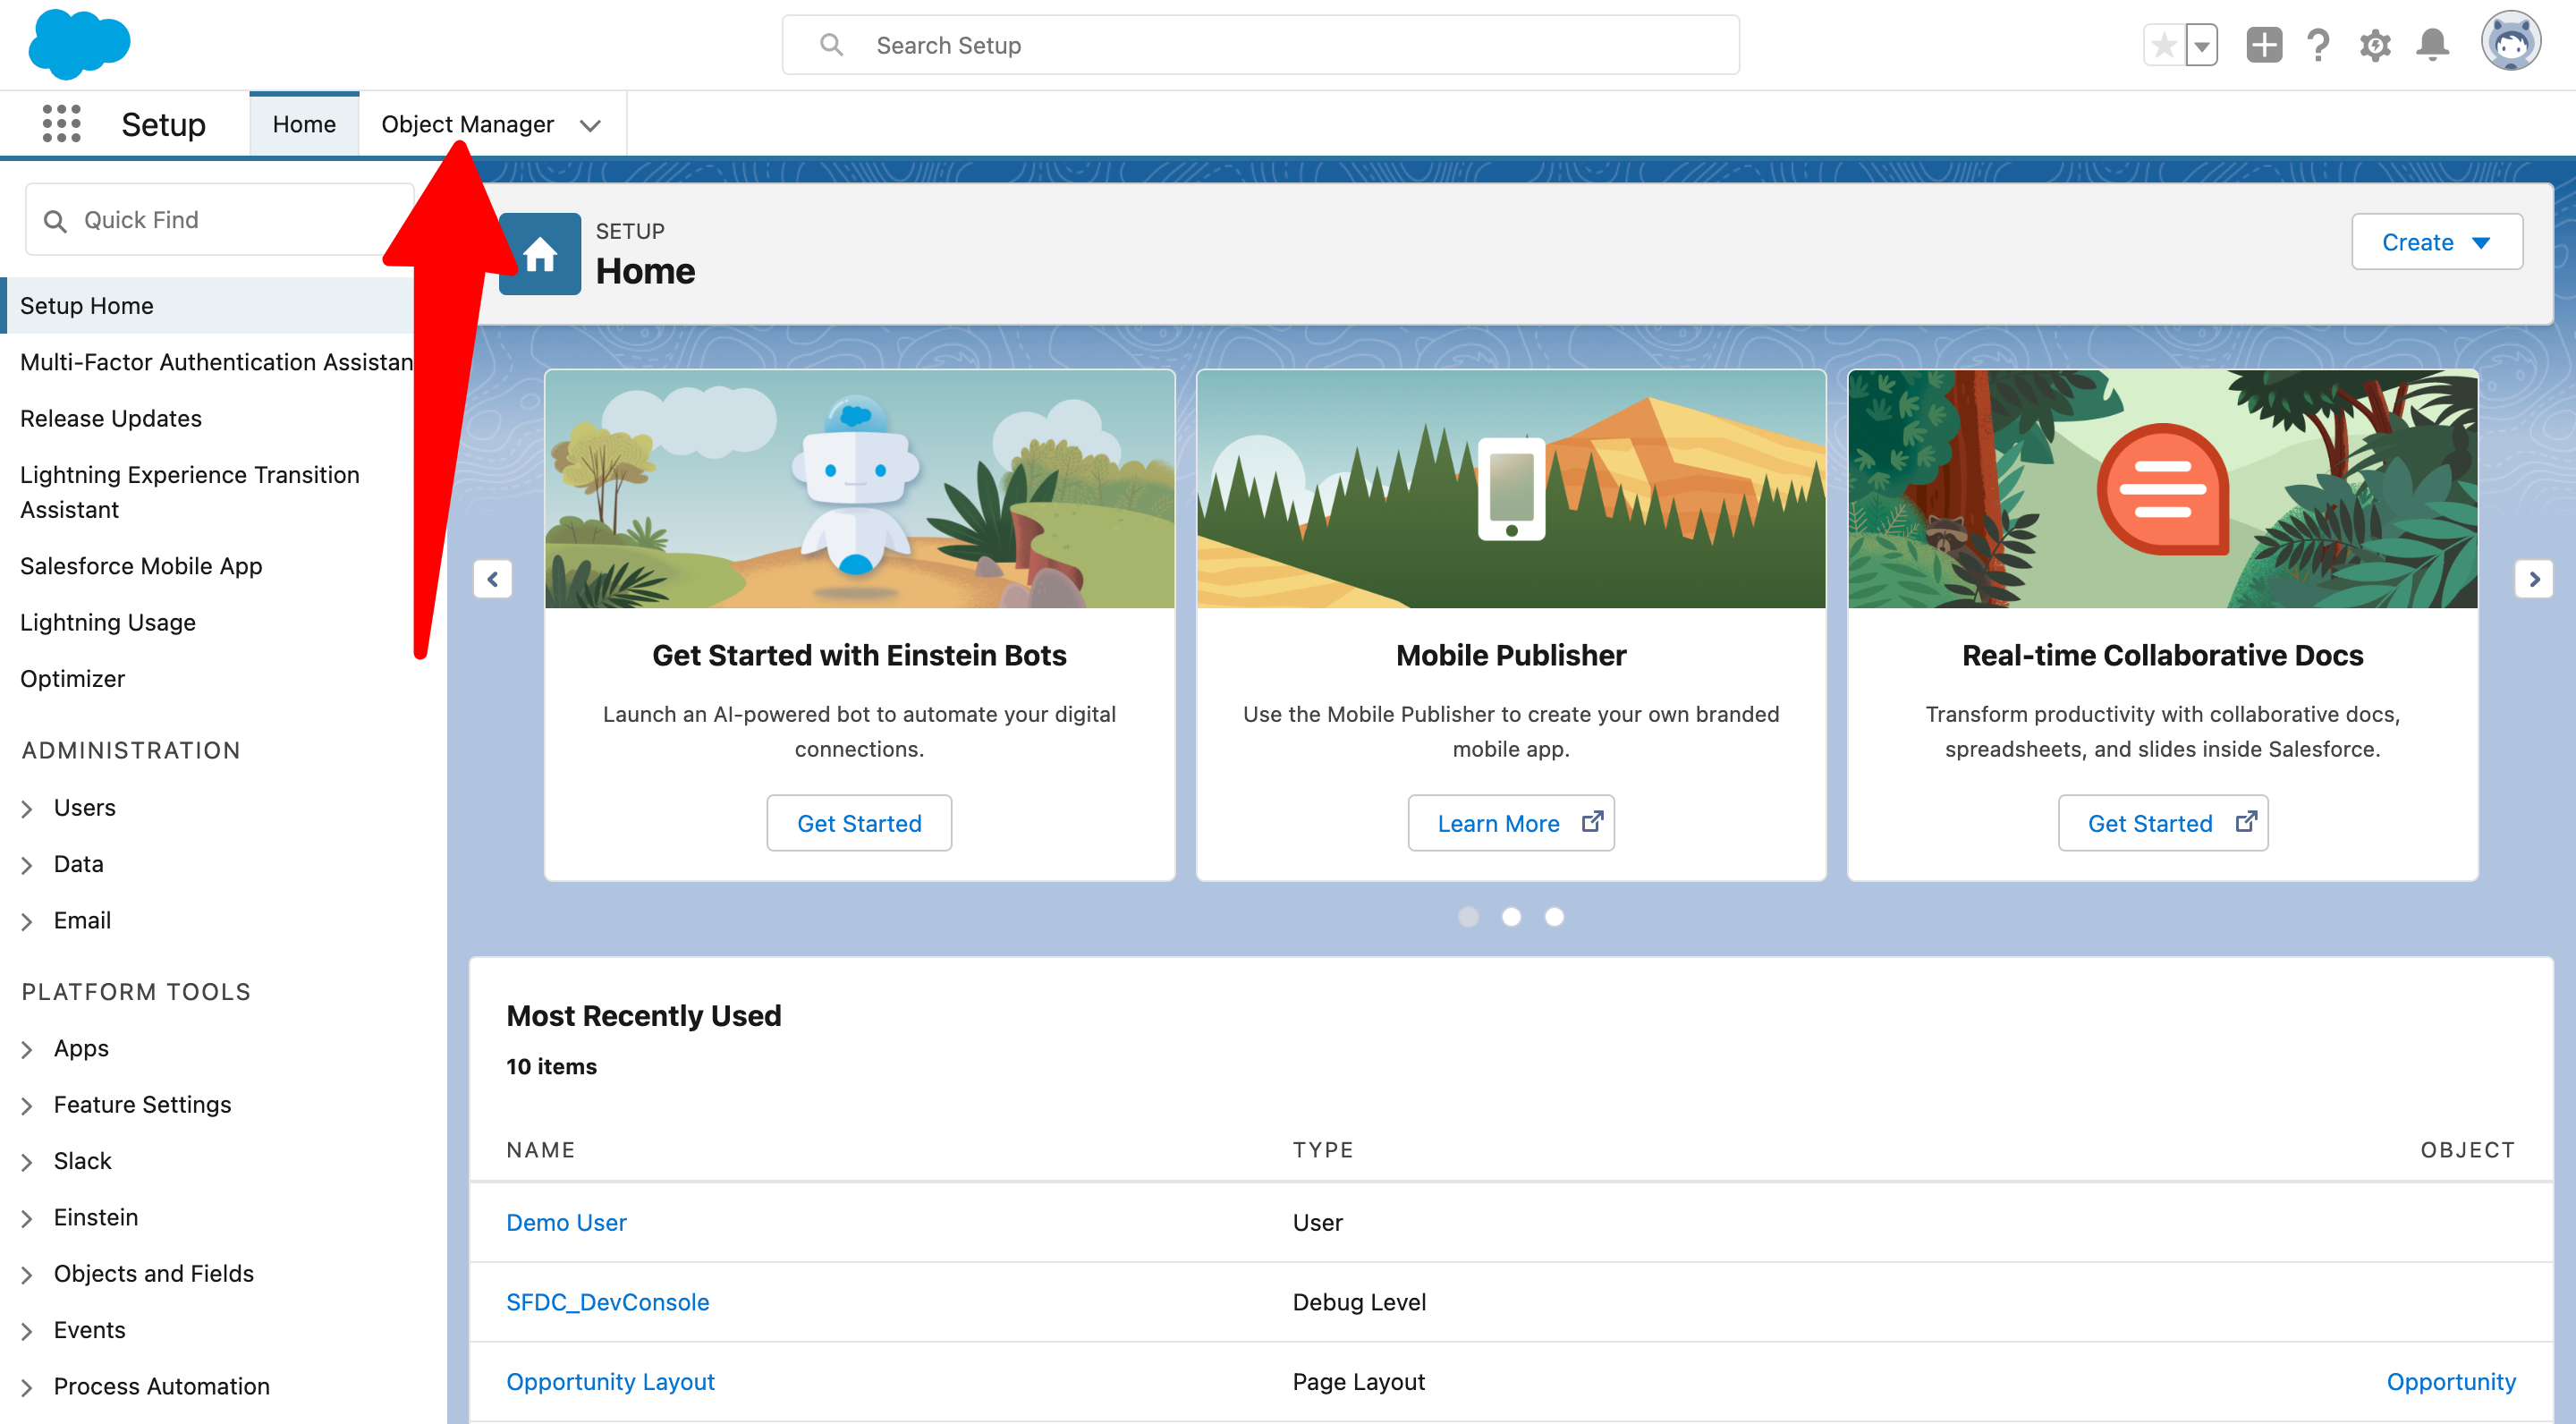 Search Setup
Setup
Home
Object Manager
Quick Find
Setup Home
Multi-Factor Authentication Assistan
Release Updates
Lightning Experience Transition
Assistant
Salesforce Mobile App
Lightning Usage
Optimizer
ADMINISTRATION
Users
Data
Email
PLATFORM TOOLS
Apps
Feature Settings
Slack
Einstein
Objects and Fields
Events
Process Automation
SETUP
Home
Create
Get Started with Einstein Bots
Launch an AI-powered bot to automate your digital
connections.
Get Started
Mobile Publisher
Use the Mobile Publisher to create your own branded
mobile app.
Learn More
Real-time Collaborative Docs
Transform productivity with collaborative docs,
spreadsheets, and slides inside Salesforce.
Get Started
Most Recently Used
10 items
NAME TYPE OBJECT
Demo User User
SFDC_DevConsole Debug Level
Opportunity Layout Page Layout Opportunity